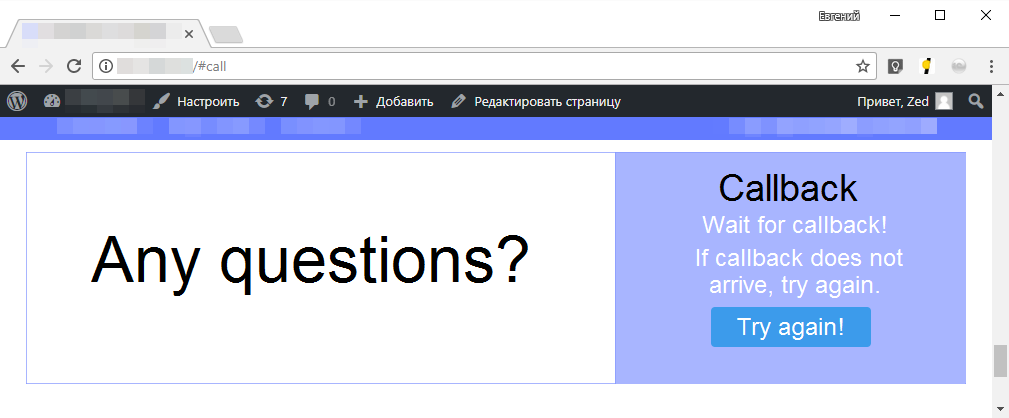 Евгений
/#call
Настроить 7 0 Добавить Редактировать страницу Привет, Zed
Any questions?
Callback
Wait for callback!
If callback does not
arrive, try again.
Try again!